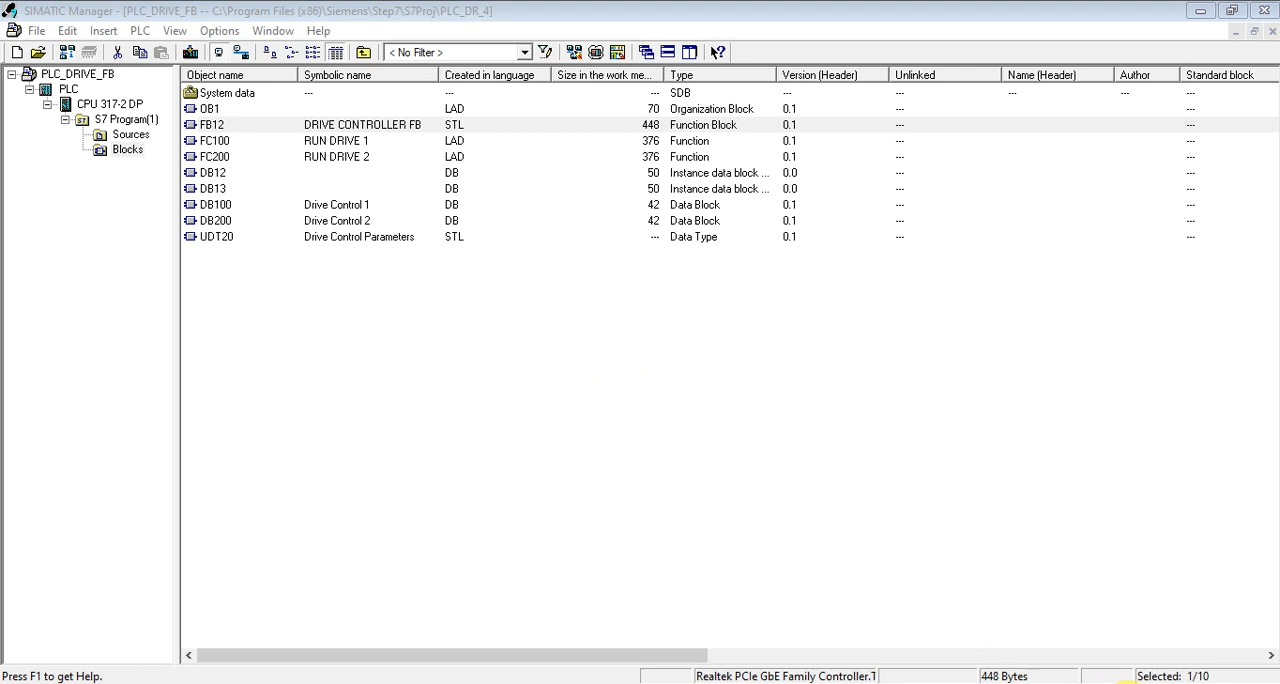 SIMATIC Manager - [PLC_DRIVE_FB -- C:\Program Files (x86)\Siemens\Step7\S7Proj\PLC_DR_4]
File Edit Insert PLC View Options Window Help
< No Filter >
PLC_DRIVE_FB
PLC
CPU 317-2 DP
S7 Program(1)
Sources
Blocks
Object name Symbolic name Created in language Size in the work me... Type Version (Header) Unlinked Name (Header) Author Standard block
System data --- --- --- SDB --- --- --- --- ---
OB1 LAD 70 Organization Block 0.1 --- ---
FB12 DRIVE CONTROLLER FB STL 448 Function Block 0.1 --- ---
FC100 RUN DRIVE 1 LAD 376 Function 0.1 --- ---
FC200 RUN DRIVE 2 LAD 376 Function 0.1 --- ---
DB12 DB 50 Instance data block ... 0.0 --- ---
DB13 DB 50 Instance data block ... 0.0 --- ---
DB100 Drive Control 1 DB 42 Data Block 0.1 --- ---
DB200 Drive Control 2 DB 42 Data Block 0.1 --- ---
UDT20 Drive Control Parameters STL --- Data Type 0.1 --- ---
Press F1 to get Help. Realtek PCIe GbE Family Controller.T 448 Bytes Selected: 1/10